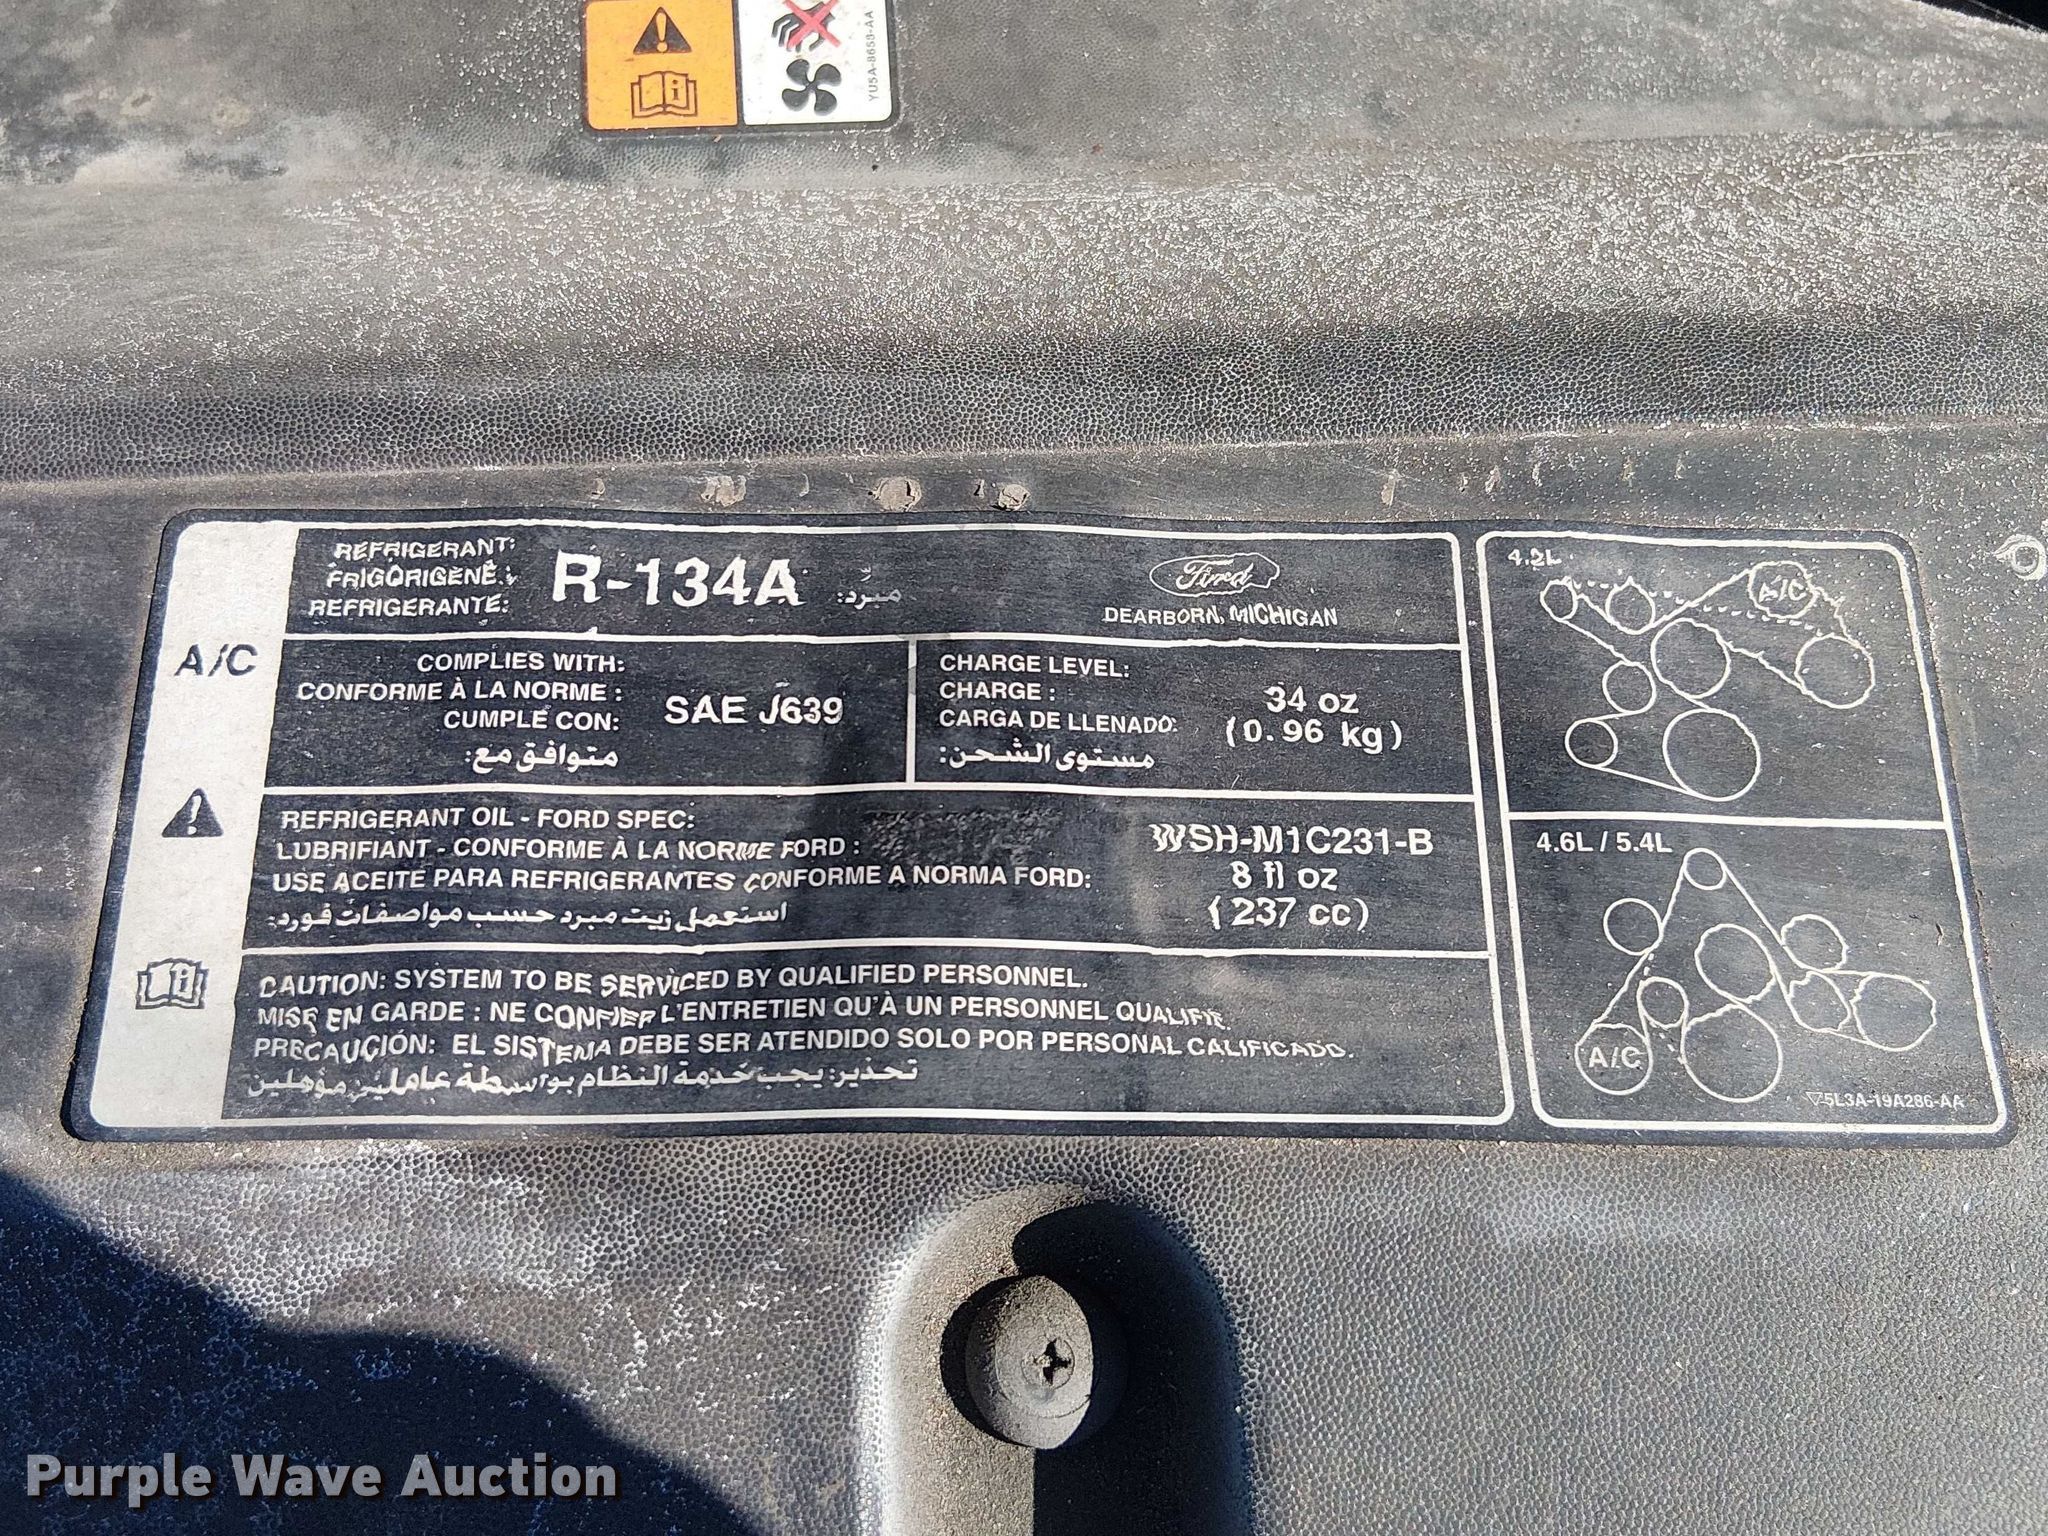 YU5A-8658-AA
A/C
REFRIGERANT:
FRIGORIGÈNE :
REFRIGERANTE:
R-134A
مبرّد:
Ford
DEARBORN, MICHIGAN
COMPLIES WITH:
CONFORME À LA NORME :
CUMPLE CON:
متوافق مع:
SAE J639
CHARGE LEVEL:
CHARGE :
CARGA DE LLENADO:
مستوى الشحن:
34 oz
(0.96 kg)
REFRIGERANT OIL - FORD SPEC:
LUBRIFIANT - CONFORME À LA NORME FORD :
USE ACEITE PARA REFRIGERANTES CONFORME A NORMA FORD:
استعمل زيت مبرد حسب مواصفات فورد:
WSH-M1C231-B
8 fl oz
(237 cc)
CAUTION: SYSTEM TO BE SERVICED BY QUALIFIED PERSONNEL.
MISE EN GARDE : NE CONFIER L'ENTRETIEN QU'À UN PERSONNEL QUALIFIÉ.
PRECAUCIÓN: EL SISTEMA DEBE SER ATENDIDO SOLO POR PERSONAL CALIFICADO.
تحذير: يجب خدمة النظام بواسطة عاملين مؤهلين
4.2L
A/C
4.6L / 5.4L
A/C
5L3A-19A286-AA
Purple Wave Auction